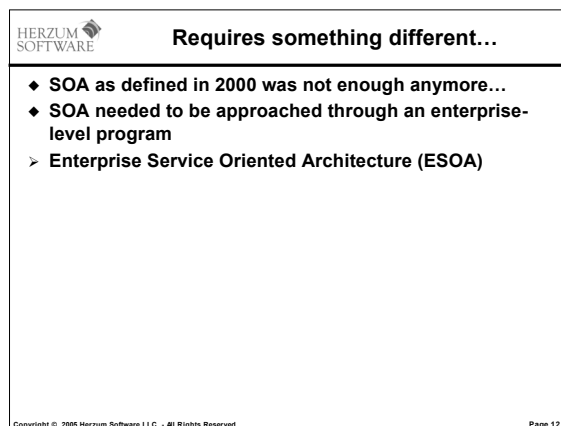 HERZUM
SOFTWARE
Requires something different…
◆ SOA as defined in 2000 was not enough anymore…
◆ SOA needed to be approached through an enterprise-
level program
➢ Enterprise Service Oriented Architecture (ESOA)
Copyright © 2005 Herzum Software LLC. - All Rights Reserved
Page 12